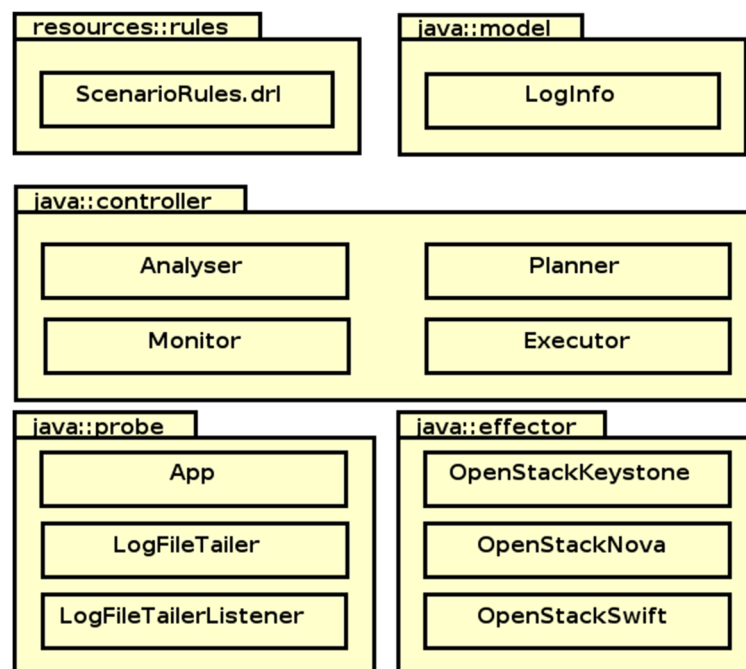 resources::rules
ScenarioRules.drl
java::model
LogInfo
java::controller
Analyser
Planner
Monitor
Executor
java::probe
App
LogFileTailer
LogFileTailerListener
java::effector
OpenStackKeystone
OpenStackNova
OpenStackSwift